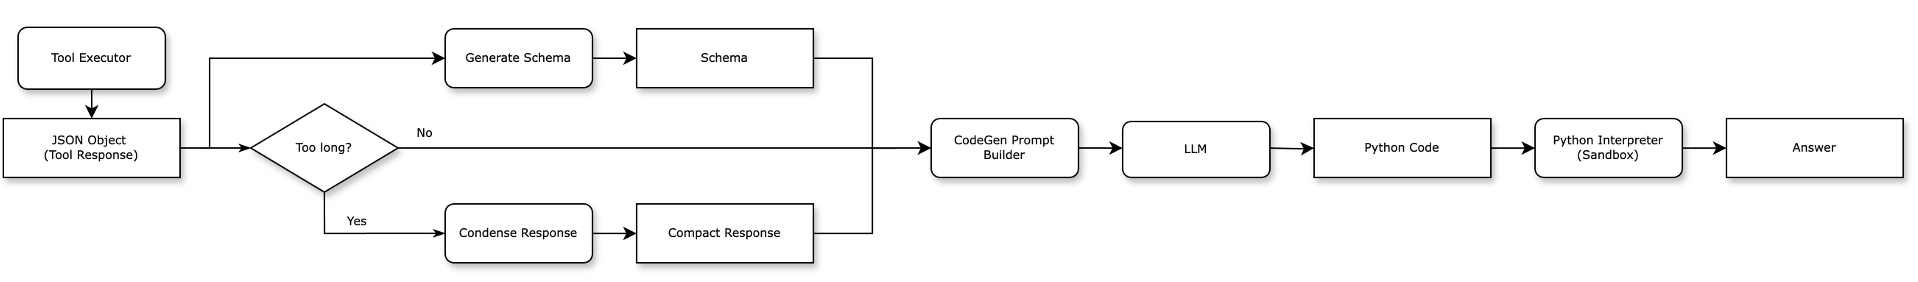 Tool Executor
Generate Schema
Schema
JSON Object
(Tool Response)
Too long?
No
CodeGen Prompt
Builder
LLM
Python Code
Python Interpreter
(Sandbox)
Answer
Yes
Condense Response
Compact Response